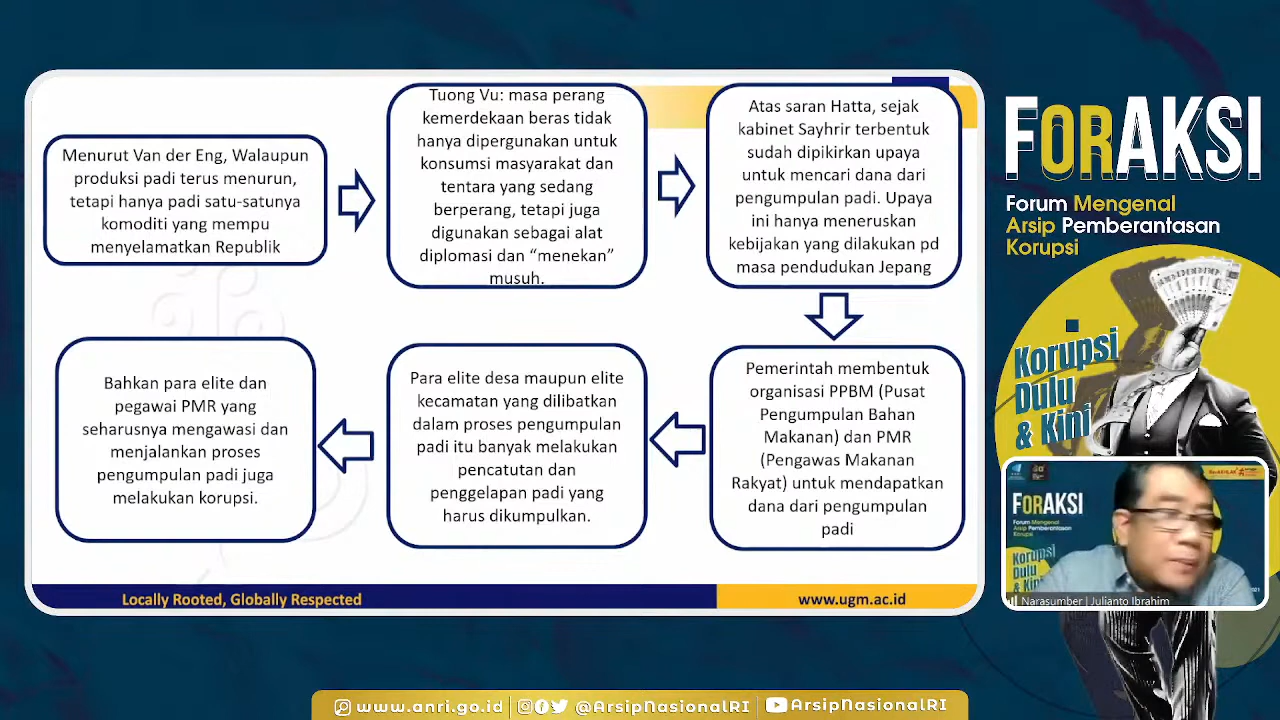 Menurut Van der Eng, Walaupun
produksi padi terus menurun,
tetapi hanya padi satu-satunya
komoditi yang mempu
menyelamatkan Republik
Tuong Vu: masa perang
kemerdekaan beras tidak
hanya dipergunakan untuk
konsumsi masyarakat dan
tentara yang sedang
berperang, tetapi juga
digunakan sebagai alat
diplomasi dan “menekan”
musuh.
Atas saran Hatta, sejak
kabinet Sayhrir terbentuk
sudah dipikirkan upaya
untuk mencari dana dari
pengumpulan padi. Upaya
ini hanya meneruskan
kebijakan yang dilakukan pd
masa pendudukan Jepang
Pemerintah membentuk
organisasi PPBM (Pusat
Pengumpulan Bahan
Makanan) dan PMR
(Pengawas Makanan
Rakyat) untuk mendapatkan
dana dari pengumpulan
padi
Para elite desa maupun elite
kecamatan yang dilibatkan
dalam proses pengumpulan
padi itu banyak melakukan
pencatutan dan
penggelapan padi yang
harus dikumpulkan.
Bahkan para elite dan
pegawai PMR yang
seharusnya mengawasi dan
menjalankan proses
pengumpulan padi juga
melakukan korupsi.
Locally Rooted, Globally Respected
www.ugm.ac.id
FORAKSI
Forum Mengenal
Arsip Pemberantasan
Korupsi
Korupsi
Dulu
& Kini
FORAKSI
Forum Mengenal
Arsip Pemberantasan
Korupsi
Korupsi
Dulu
& Kini
Narasumber | Julianto Ibrahim
www.anri.go.id
@ArsipNasionalRI
ArsipNasionalRI